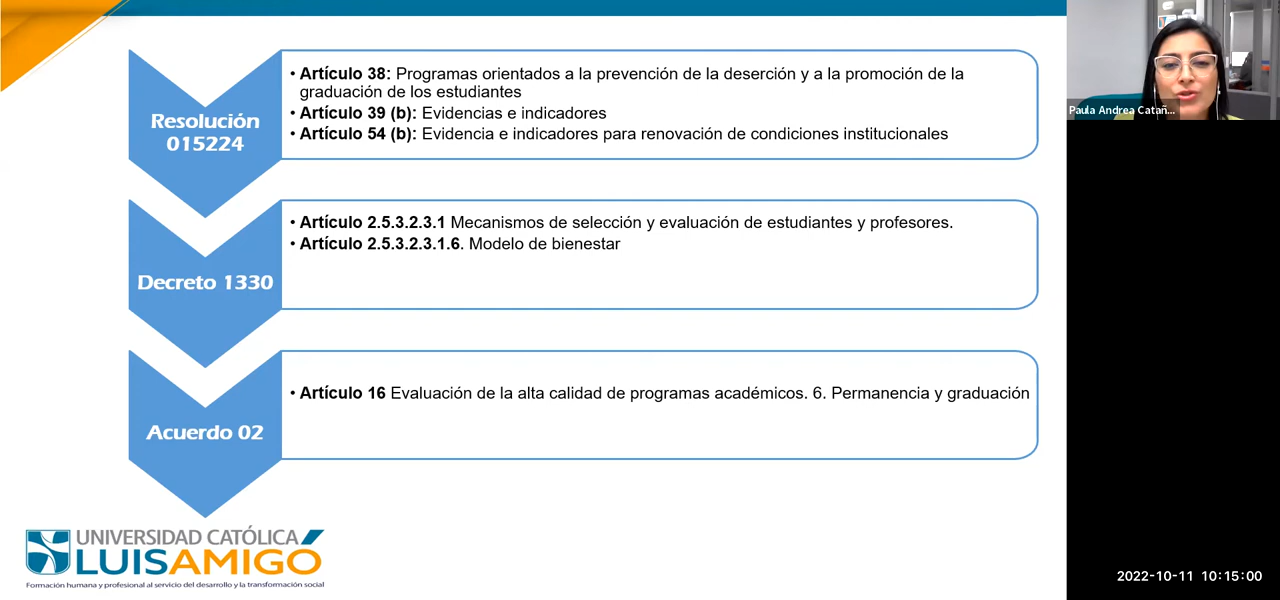 Resolución
015224
• Artículo 38: Programas orientados a la prevención de la deserción y a la promoción de la
graduación de los estudiantes
• Artículo 39 (b): Evidencias e indicadores
• Artículo 54 (b): Evidencia e indicadores para renovación de condiciones institucionales
Decreto 1330
• Artículo 2.5.3.2.3.1 Mecanismos de selección y evaluación de estudiantes y profesores.
• Artículo 2.5.3.2.3.1.6. Modelo de bienestar
Acuerdo 02
• Artículo 16 Evaluación de la alta calidad de programas académicos. 6. Permanencia y graduación
UNIVERSIDAD CATÓLICA
LUIS AMIGO
Formación humana y profesional al servicio del desarrollo y la transformación social
Paula Andrea Catañ...
2022-10-11 10:15:00